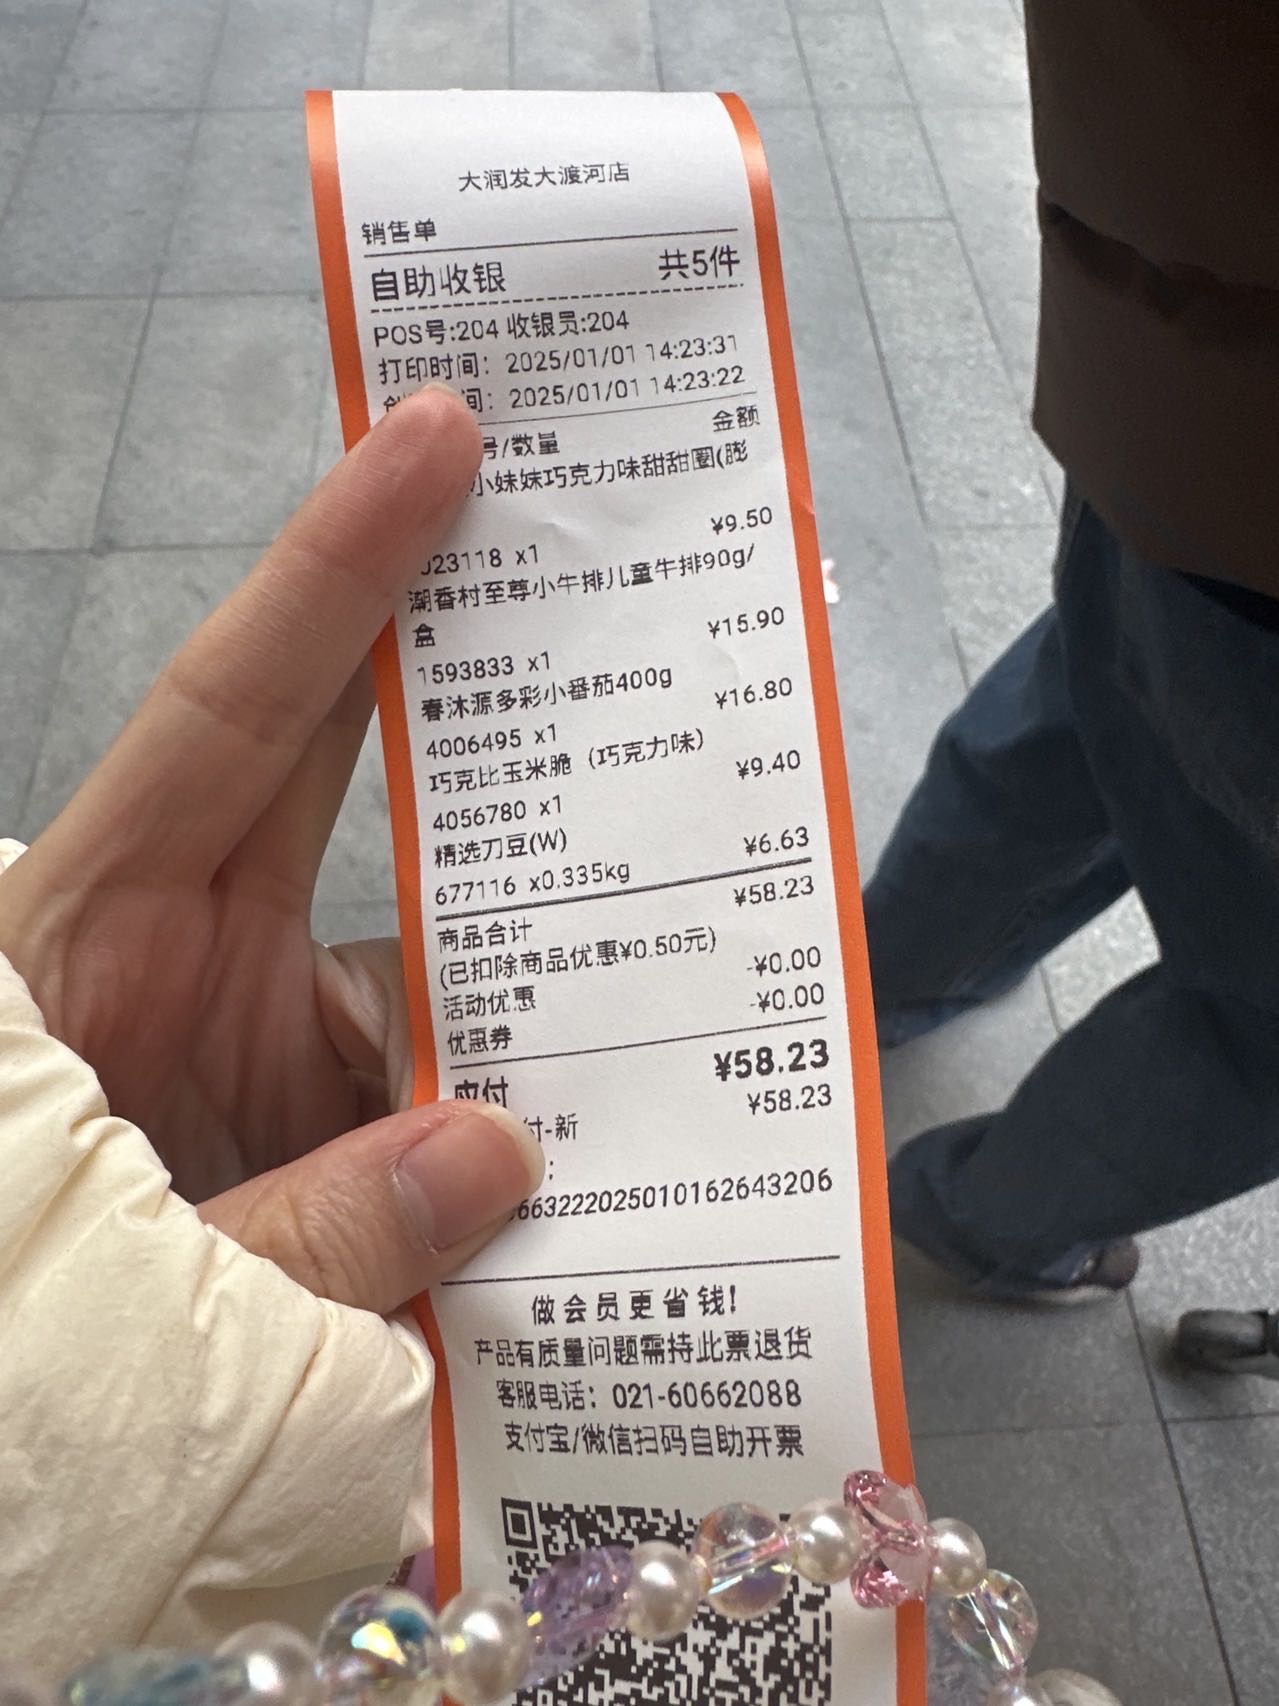 大润发大渡河店
销售单
自助收银 共5件
POS号:204 收银员:204
打印时间: 2025/01/01 14:23:31
间: 2025/01/01 14:23:22
号/数量 金额
小妹妹巧克力味甜甜圈(膨
¥9.50
23118 x1
潮香村至尊小牛排儿童牛排90g/
盒 ¥15.90
1593833 x1
春沐源多彩小番茄400g
¥16.80
4006495 x1
巧克比玉米脆（巧克力味）
¥9.40
4056780 x1
精选刀豆(W)
¥6.63
677116 x0.335kg
商品合计 ¥58.23
(已扣除商品优惠¥0.50元)
活动优惠 -¥0.00
优惠券 -¥0.00
应付 ¥58.23
付-新 ¥58.23
:
663222025010162643206
做会员更省钱!
产品有质量问题需持此票退货
客服电话: 021-60662088
支付宝/微信扫码自助开票